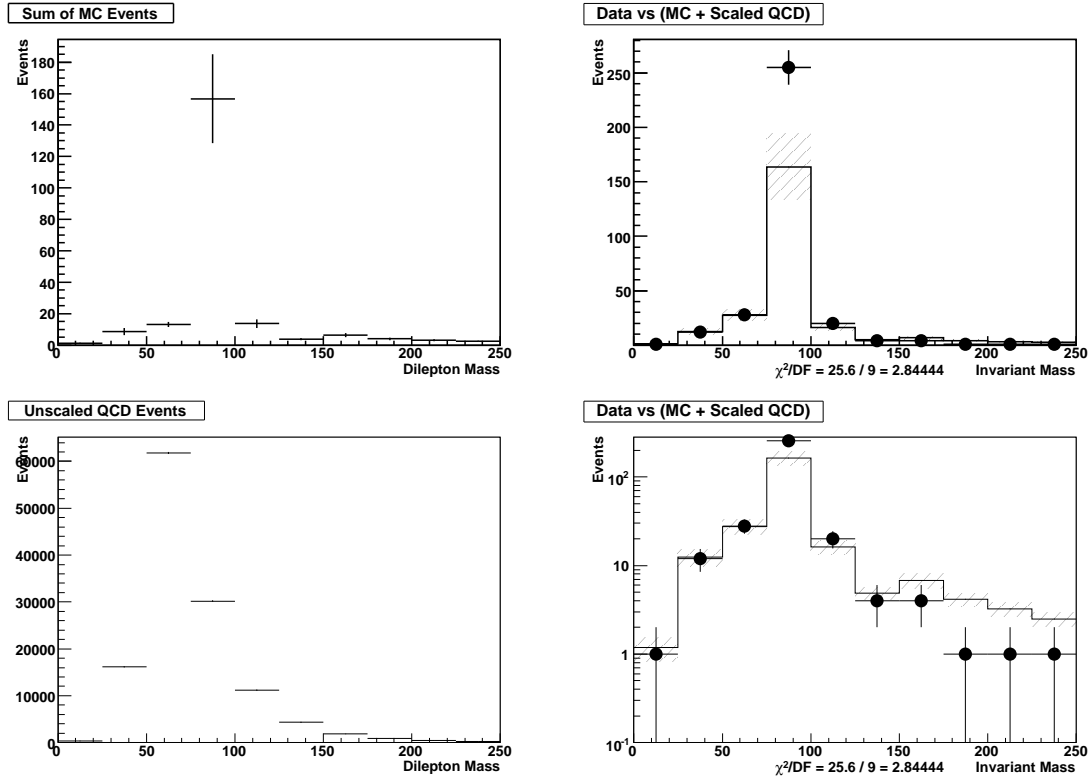 Sum of MC Events
Events
180
160
140
120
100
80
60
40
20
0
0 50 100 150 200 250
Dilepton Mass
Data vs (MC + Scaled QCD)
Events
250
200
150
100
50
0
0 50 100 150 200 250
χ²/DF = 25.6 / 9 = 2.84444 Invariant Mass
Unscaled QCD Events
Events
60000
50000
40000
30000
20000
10000
0
0 50 100 150 200 250
Dilepton Mass
Data vs (MC + Scaled QCD)
Events
10²
10
1
10⁻¹
0 50 100 150 200 250
χ²/DF = 25.6 / 9 = 2.84444 Invariant Mass